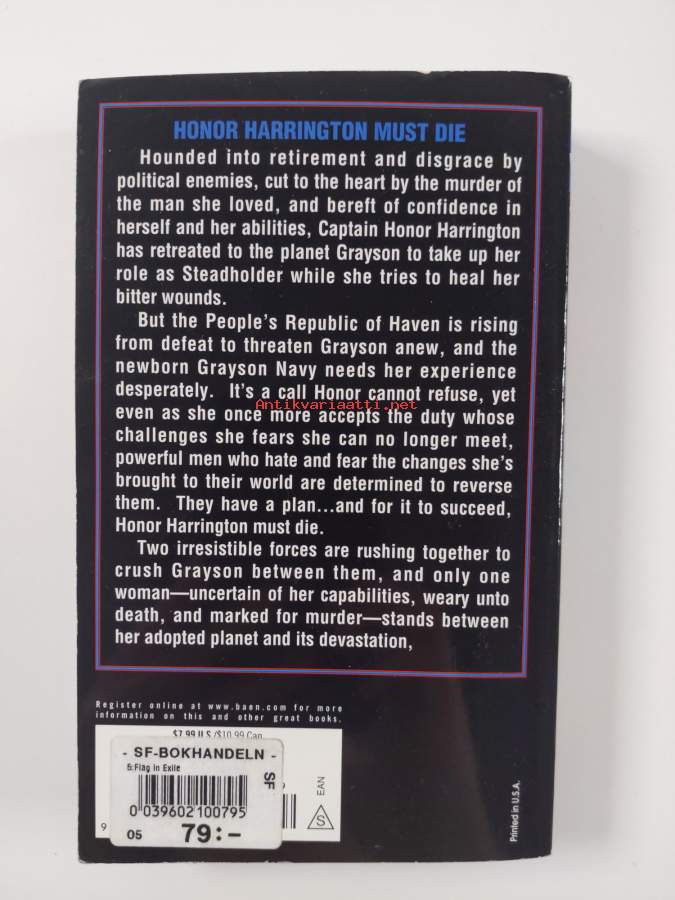 HONOR HARRINGTON MUST DIE
Hounded into retirement and disgrace by
political enemies, cut to the heart by the murder of
the man she loved, and bereft of confidence in
herself and her abilities, Captain Honor Harrington
has retreated to the planet Grayson to take up her
role as Steadholder while she tries to heal her
bitter wounds.
But the People's Republic of Haven is rising
from defeat to threaten Grayson anew, and the
newborn Grayson Navy needs her experience
desperately. It's a call Honor cannot refuse, yet
Antikvariaatti.net
even as she once more accepts the duty whose
challenges she fears she can no longer meet,
powerful men who hate and fear the changes she's
brought to their world are determined to reverse
them. They have a plan...and for it to succeed,
Honor Harrington must die.
Two irresistible forces are rushing together to
crush Grayson between them, and only one
woman—uncertain of her capabilities, weary unto
death, and marked for murder—stands between
her adopted planet and its devastation,
Register online at www.baen.com for more
information on this and other great books.
$7.99 U.S./$10.99 Can.
- SF-BOKHANDELN -
5:Flag in Exile
SF
0 039602 100795
05 79:-
9
EAN
S
Printed in U.S.A.